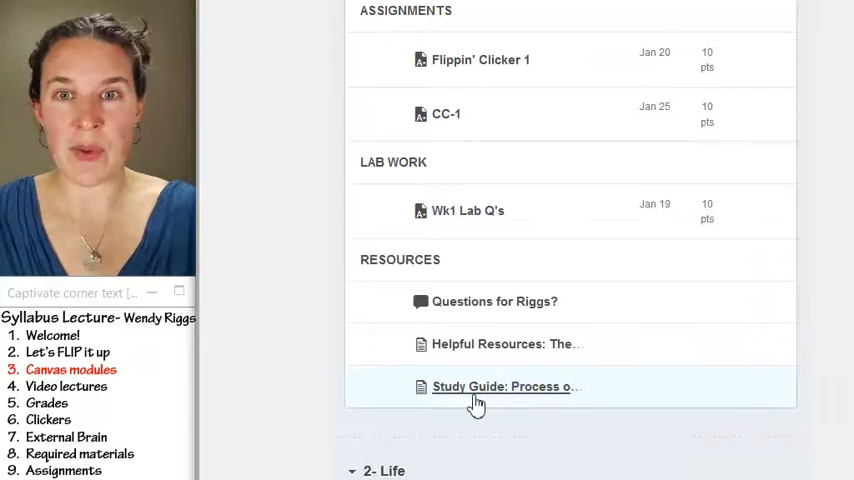 ASSIGNMENTS
Flippin' Clicker 1
Jan 20
10
pts
CC-1
Jan 25
10
pts
LAB WORK
Wk1 Lab Q's
Jan 19
10
pts
RESOURCES
Questions for Riggs?
Helpful Resources: The...
Study Guide: Process o...
2- Life
Captivate corner text [...
Syllabus Lecture- Wendy Riggs
1. Welcome!
2. Let's FLIP it up
3. Canvas modules
4. Video lectures
5. Grades
6. Clickers
7. External Brain
8. Required materials
9. Assignments